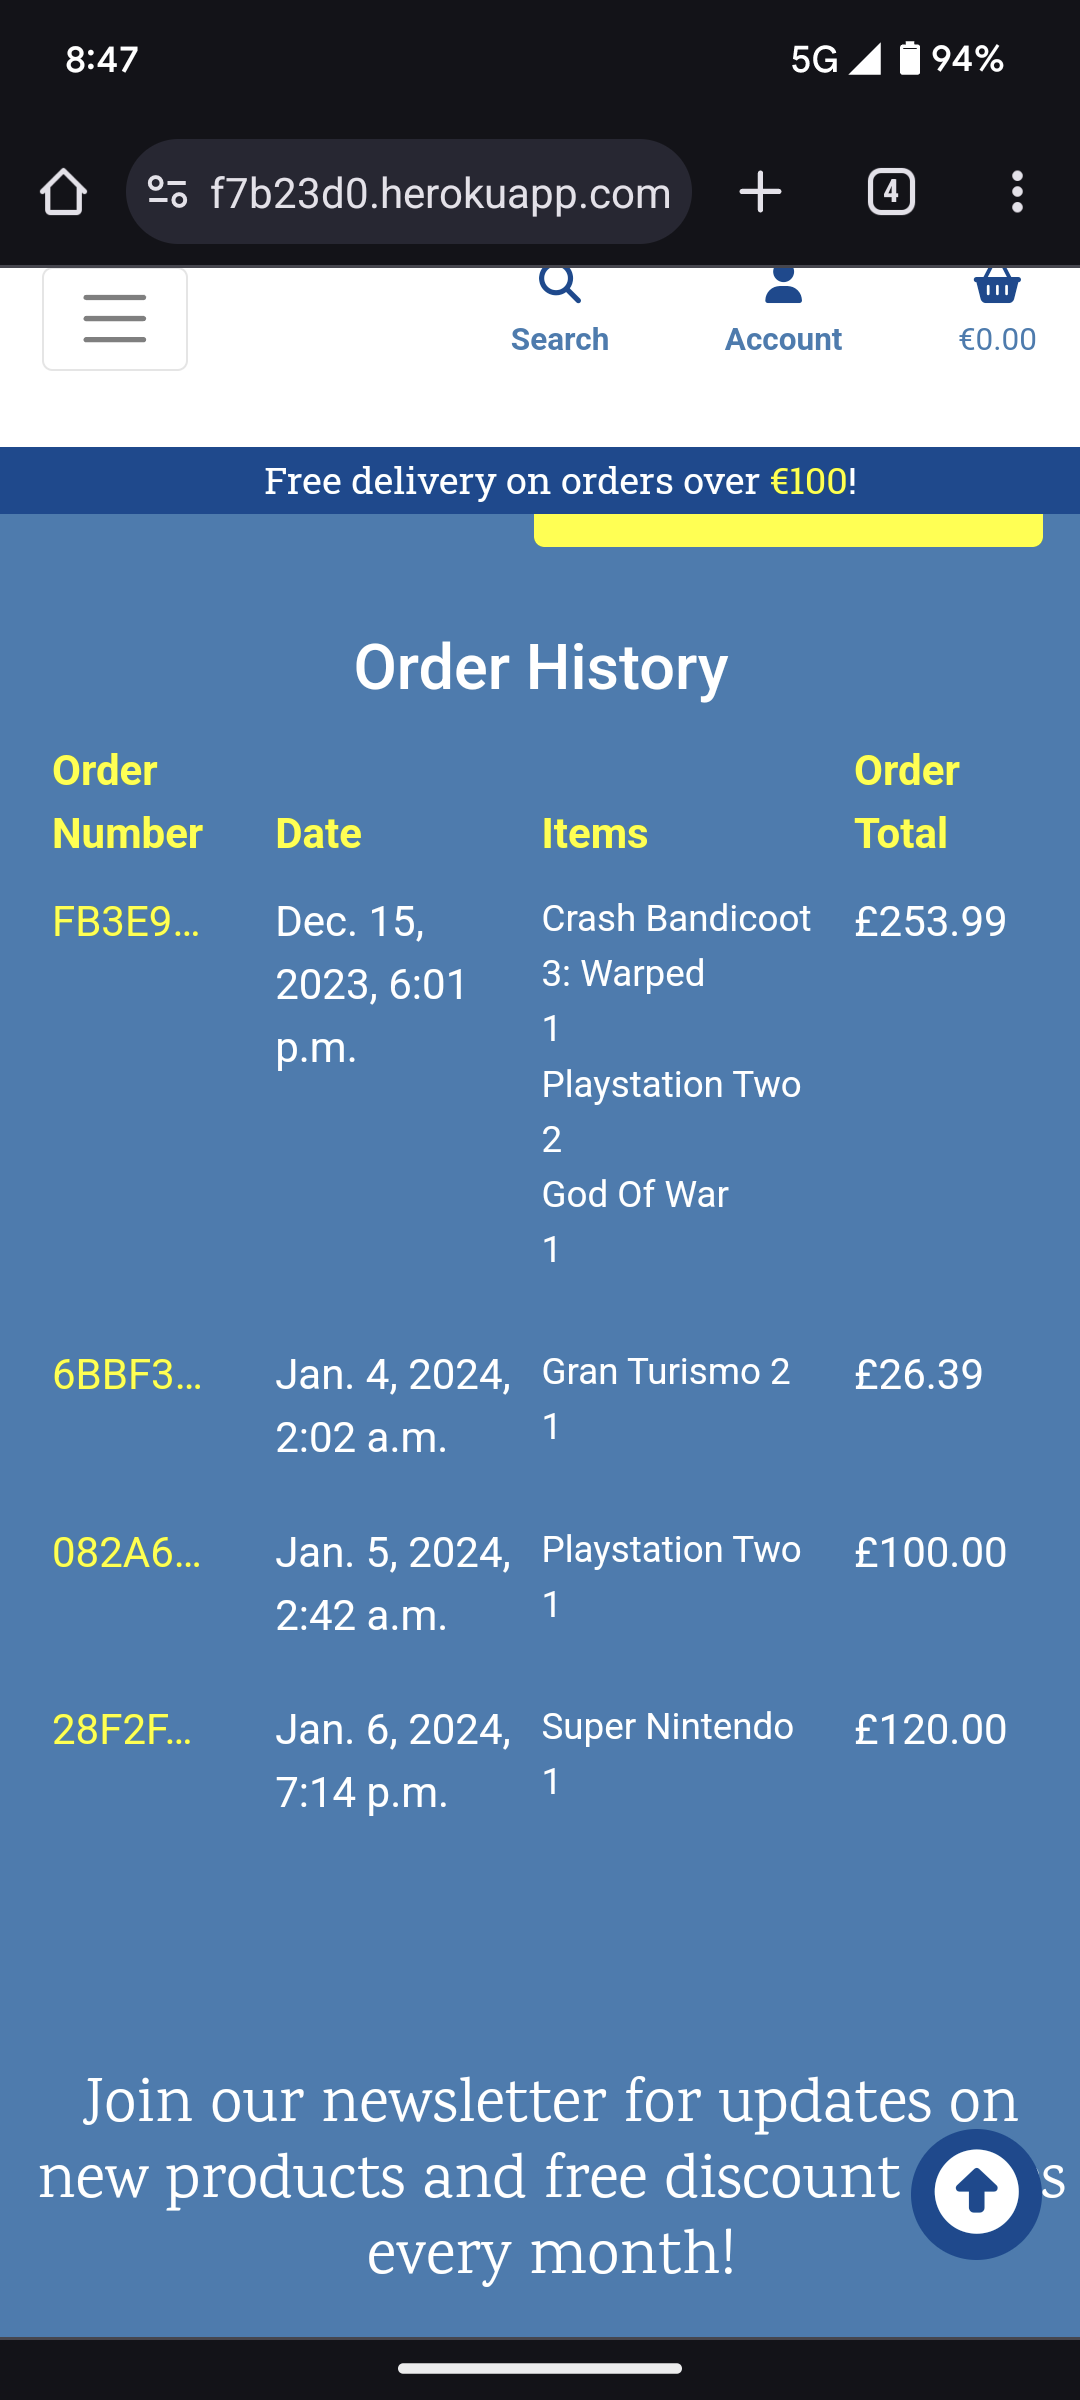 8:47
5G 94%
f7b23d0.herokuapp.com
4
Search Account €0.00
Free delivery on orders over €100!
Order History
Order Number Date Items Order Total
FB3E9... Dec. 15, 2023, 6:01 p.m. Crash Bandicoot 3: Warped £253.99
1
Playstation Two
2
God Of War
1
6BBF3... Jan. 4, 2024, 2:02 a.m. Gran Turismo 2 £26.39
1
082A6... Jan. 5, 2024, 2:42 a.m. Playstation Two £100.00
1
28F2F... Jan. 6, 2024, 7:14 p.m. Super Nintendo £120.00
1
Join our newsletter for updates on
new products and free discount
every month!